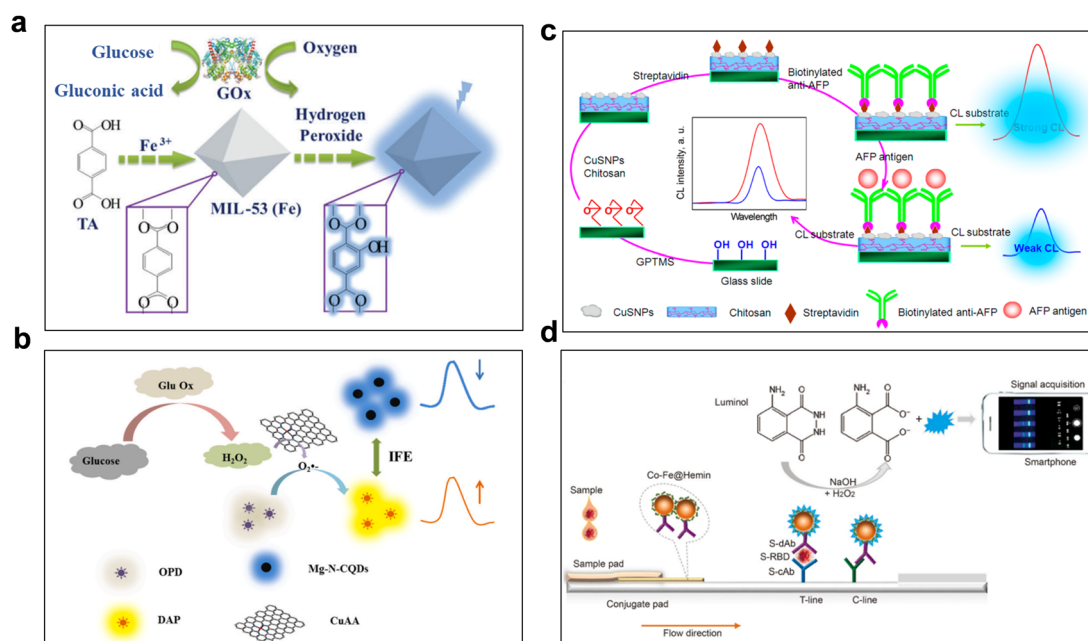 a
Glucose
Oxygen
Gluconic acid
GOx
Hydrogen
Peroxide
O
OH
Fe3+
O
OH
TA
MIL-53 (Fe)
O
O
O
O
O
O
OH
O
O
b
Glu Ox
Glucose
H2O2
O2•-
IFE
OPD
Mg-N-CQDs
DAP
CuAA
c
Streptavidin
Biotinylated
anti-AFP
CL substrate
Strong CL
AFP antigen
CuSNPs
Chitosan
CL intensity, a. u.
Wavelength
CL substrate
CL substrate
Weak CL
GPTMS
OH OH OH
Glass slide
CuSNPs
Chitosan
Streptavidin
Biotinylated anti-AFP
AFP antigen
d
Luminol
NH2
O
NH
NH
O
NH2
O
O-
O-
O
+
Signal acquisition
Smartphone
NaOH
+ H2O2
Co-Fe@Hemin
Sample
Sample pad
S-dAb
S-RBD
S-cAb
Conjugate pad
T-line
C-line
Flow direction